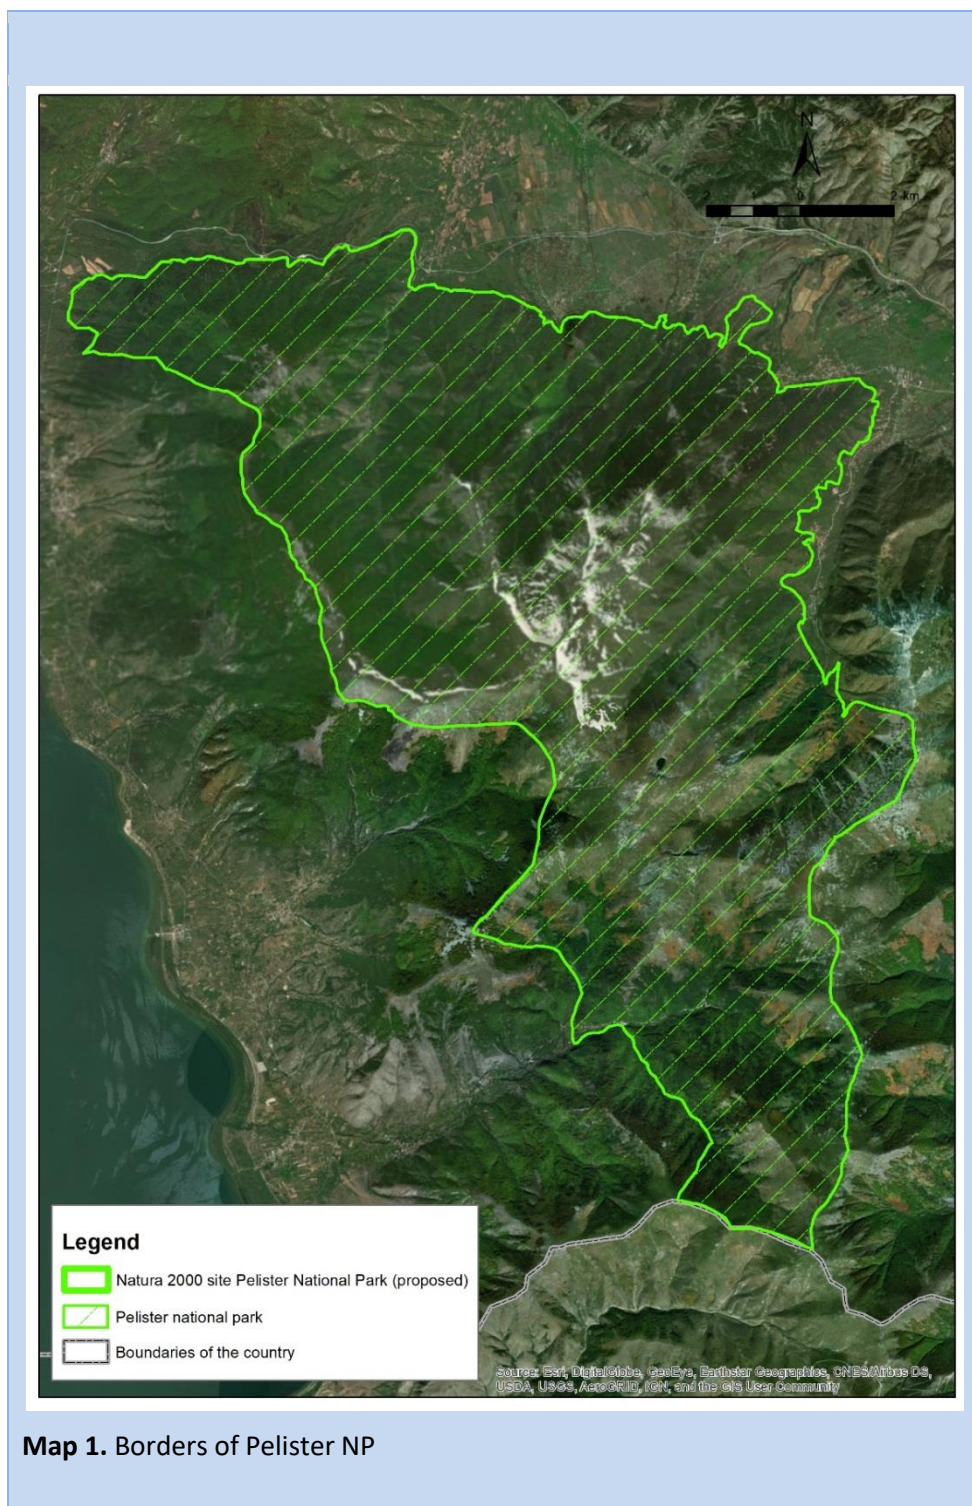 N
2 1 0 2 km
Legend
Natura 2000 site Pelister National Park (proposed)
Pelister national park
Boundaries of the country
Source: Esri, DigitalGlobe, GeoEye, Earthstar Geographics, CNES/Airbus DS,
USDA, USGS, AeroGRID, IGN, and the GIS User Community
Map 1. Borders of Pelister NP